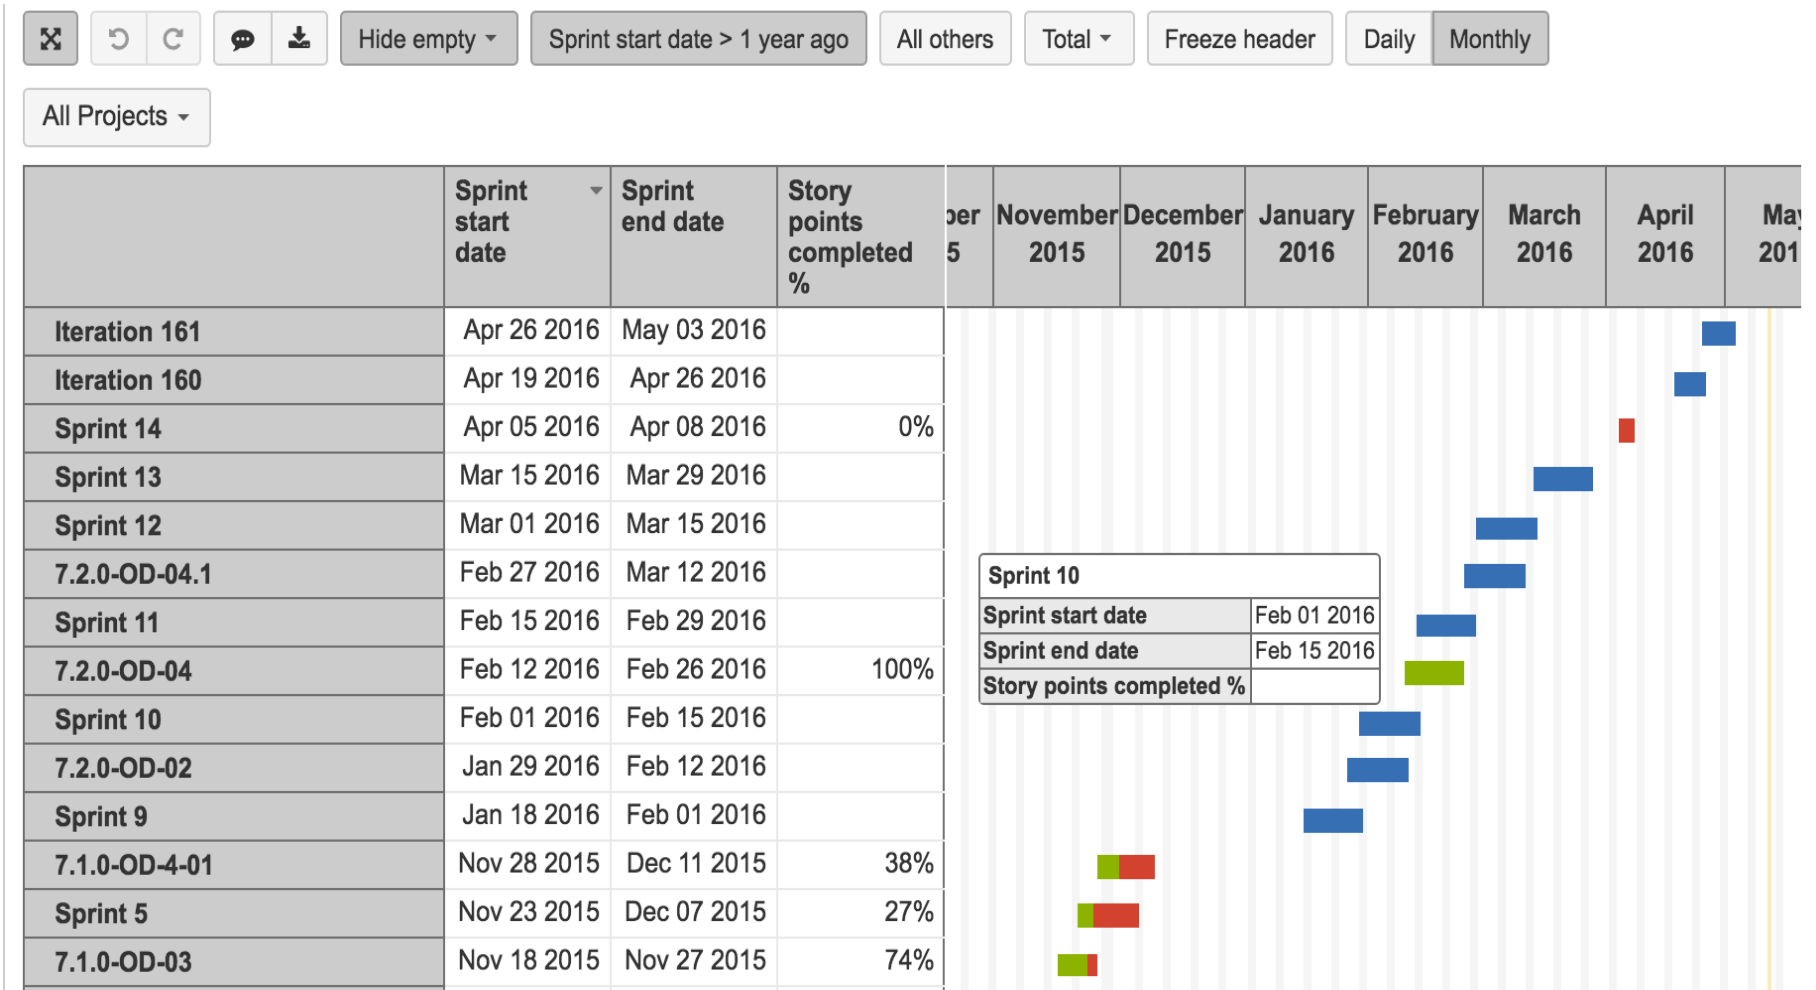 Hide empty Sprint start date > 1 year ago All others Total Freeze header Daily Monthly
All Projects
Sprint start date Sprint end date Story points completed % ber 5 November 2015 December 2015 January 2016 February 2016 March 2016 April 2016 May 201
Iteration 161 Apr 26 2016 May 03 2016
Iteration 160 Apr 19 2016 Apr 26 2016
Sprint 14 Apr 05 2016 Apr 08 2016 0%
Sprint 13 Mar 15 2016 Mar 29 2016
Sprint 12 Mar 01 2016 Mar 15 2016
7.2.0-OD-04.1 Feb 27 2016 Mar 12 2016
Sprint 11 Feb 15 2016 Feb 29 2016
7.2.0-OD-04 Feb 12 2016 Feb 26 2016 100%
Sprint 10 Feb 01 2016 Feb 15 2016
7.2.0-OD-02 Jan 29 2016 Feb 12 2016
Sprint 9 Jan 18 2016 Feb 01 2016
7.1.0-OD-4-01 Nov 28 2015 Dec 11 2015 38%
Sprint 5 Nov 23 2015 Dec 07 2015 27%
7.1.0-OD-03 Nov 18 2015 Nov 27 2015 74%
Sprint 10
Sprint start date Feb 01 2016
Sprint end date Feb 15 2016
Story points completed %